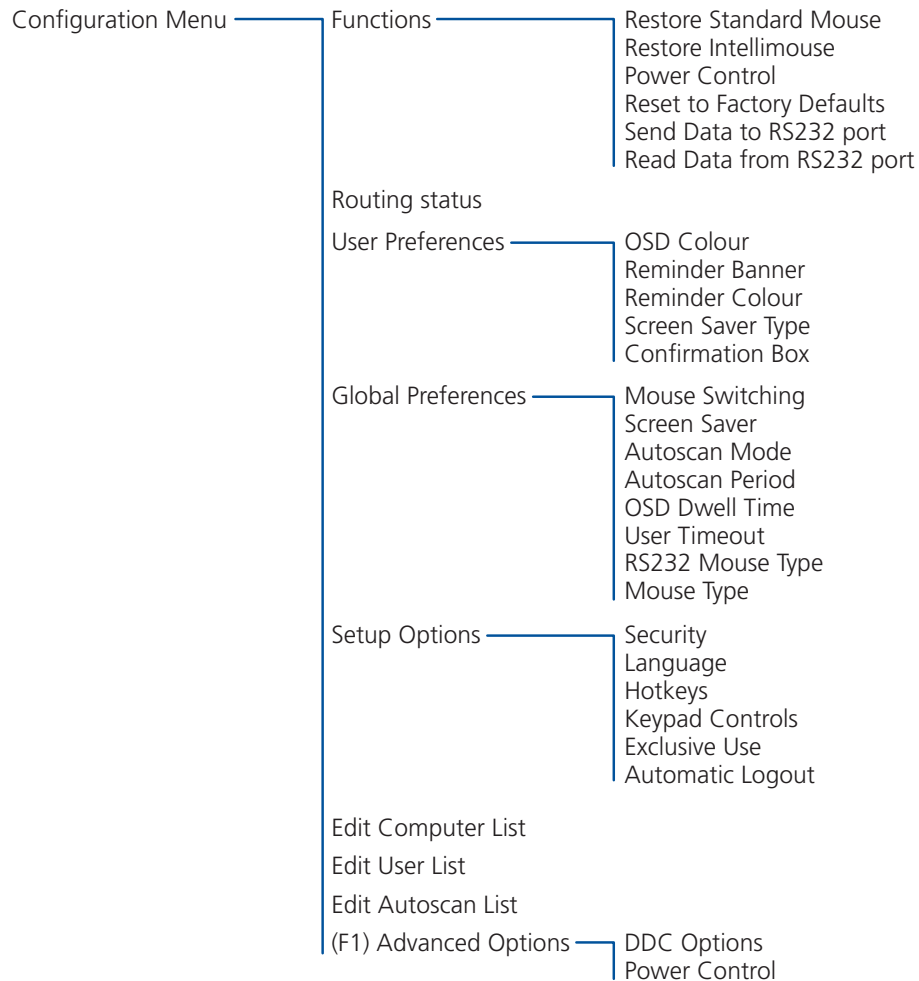 Configuration Menu
Functions
Restore Standard Mouse
Restore Intellimouse
Power Control
Reset to Factory Defaults
Send Data to RS232 port
Read Data from RS232 port
Routing status
User Preferences
OSD Colour
Reminder Banner
Reminder Colour
Screen Saver Type
Confirmation Box
Global Preferences
Mouse Switching
Screen Saver
Autoscan Mode
Autoscan Period
OSD Dwell Time
User Timeout
RS232 Mouse Type
Mouse Type
Setup Options
Security
Language
Hotkeys
Keypad Controls
Exclusive Use
Automatic Logout
Edit Computer List
Edit User List
Edit Autoscan List
(F1) Advanced Options
DDC Options
Power Control